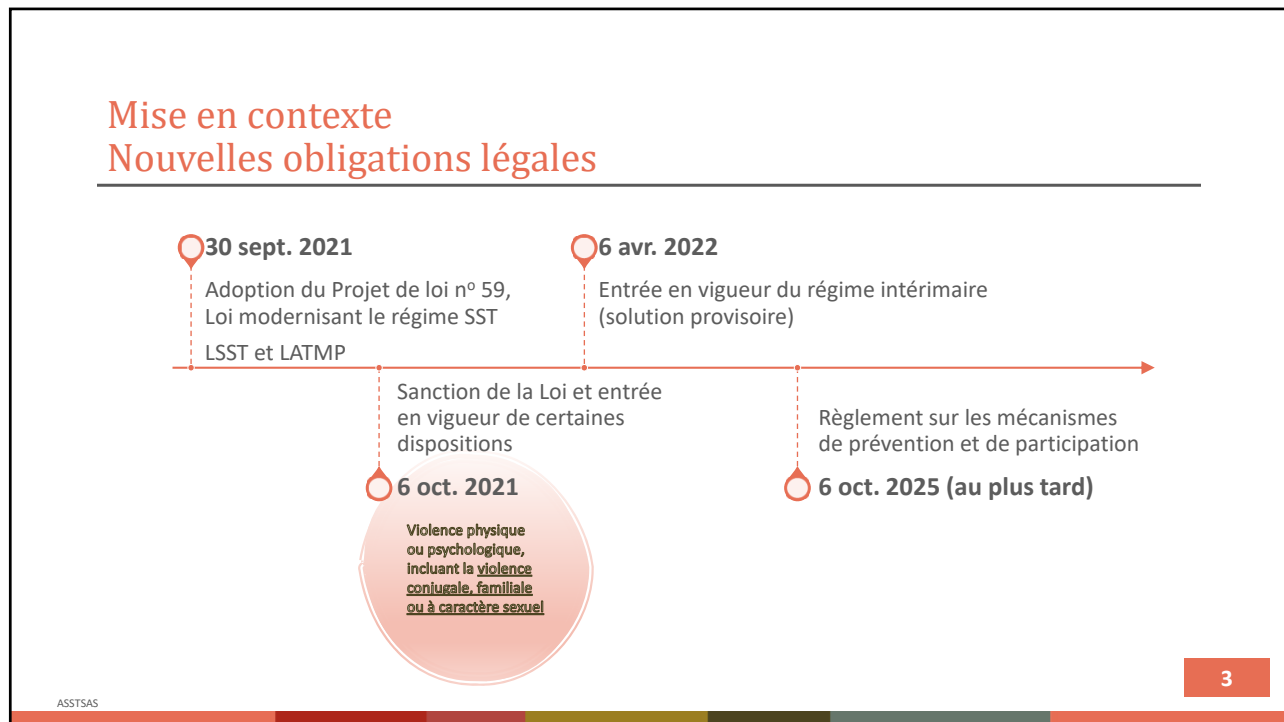 Mise en contexte
Nouvelles obligations légales
30 sept. 2021
Adoption du Projet de loi nº 59,
Loi modernisant le régime SST
LSST et LATMP
Sanction de la Loi et entrée
en vigueur de certaines
dispositions
6 oct. 2021
Violence physique
ou psychologique,
incluant la violence
conjugale, familiale
ou à caractère sexuel
6 avr. 2022
Entrée en vigueur du régime intérimaire
(solution provisoire)
Règlement sur les mécanismes
de prévention et de participation
6 oct. 2025 (au plus tard)
3
ASSTSAS